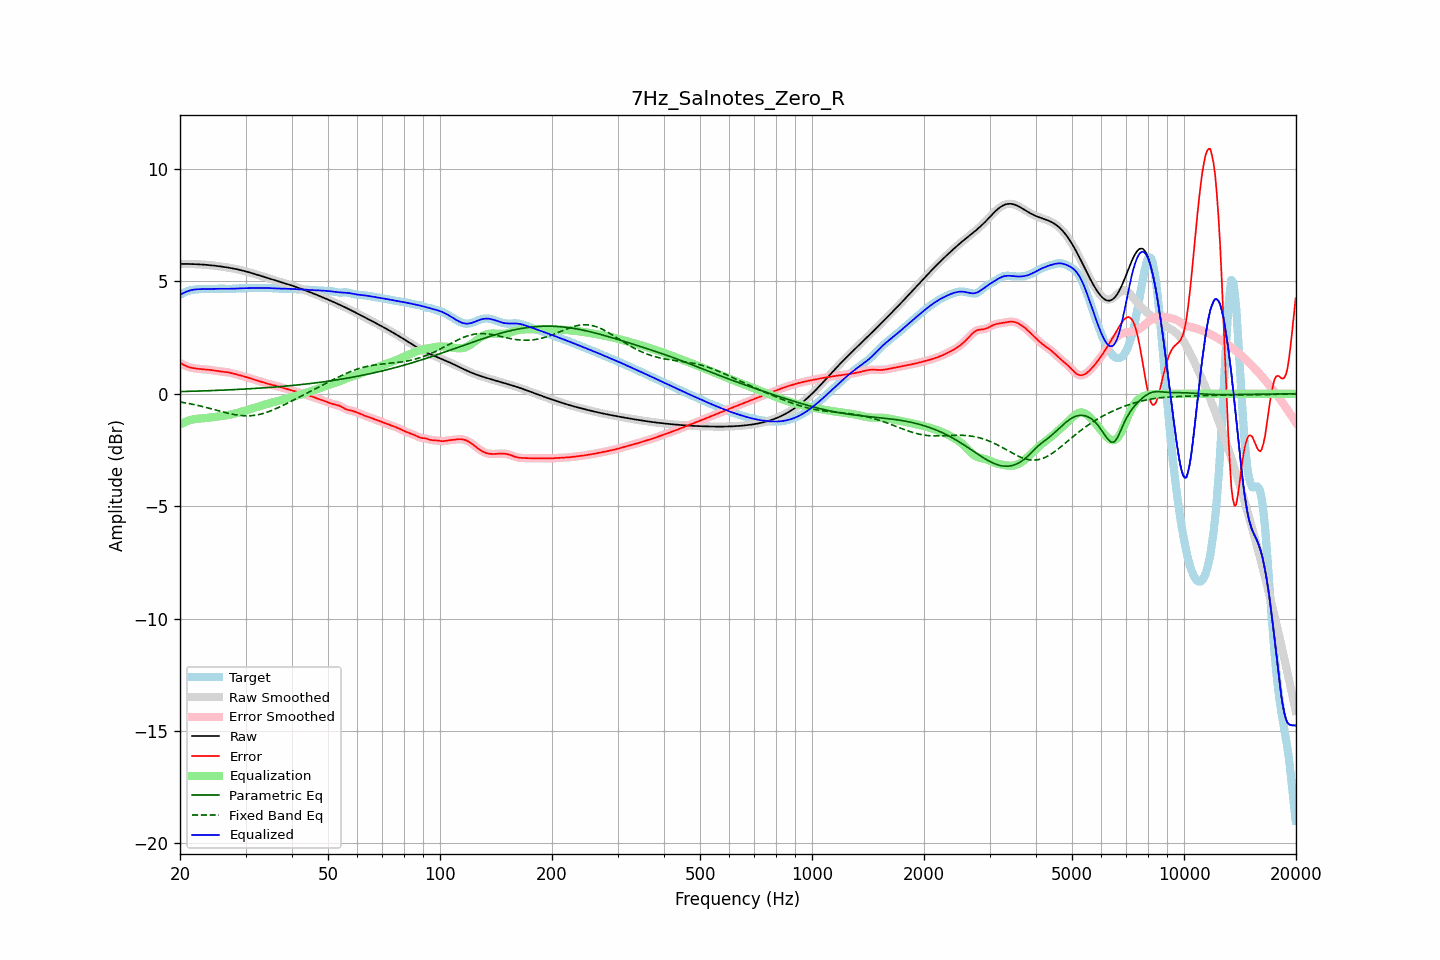 7Hz_Salnotes_Zero_R
Amplitude (dBr)
10
5
0
−5
−10
−15
−20
Target
Raw Smoothed
Error Smoothed
Raw
Error
Equalization
Parametric Eq
Fixed Band Eq
Equalized
20 50 100 200 500 1000 2000 5000 10000 20000
Frequency (Hz)